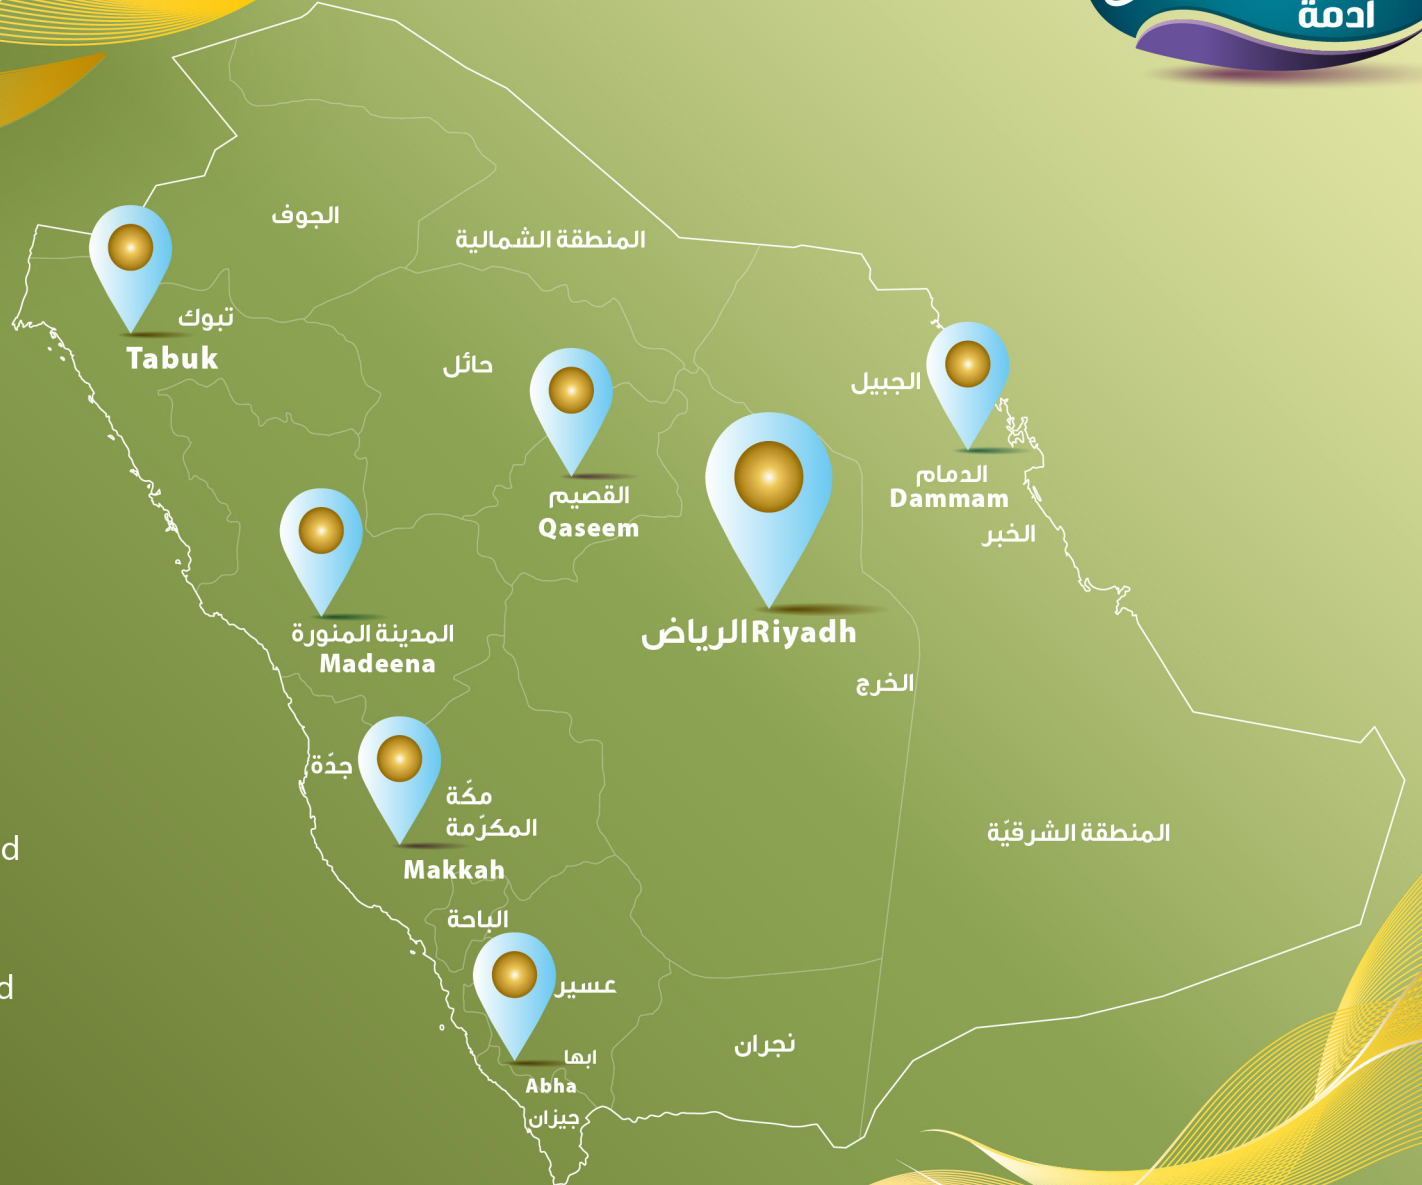 أدمة
الجوف
المنطقة الشمالية
تبوك
Tabuk
حائل
الجبيل
الدمام
Dammam
القصيم
Qaseem
الخبر
المدينة المنورة
Madeena
الرياض Riyadh
الخرج
جدّة
مكّة
المكرّمة
Makkah
المنطقة الشرقيّة
d
الباحة
عسير
d
نجران
ابها
Abha
جيزان